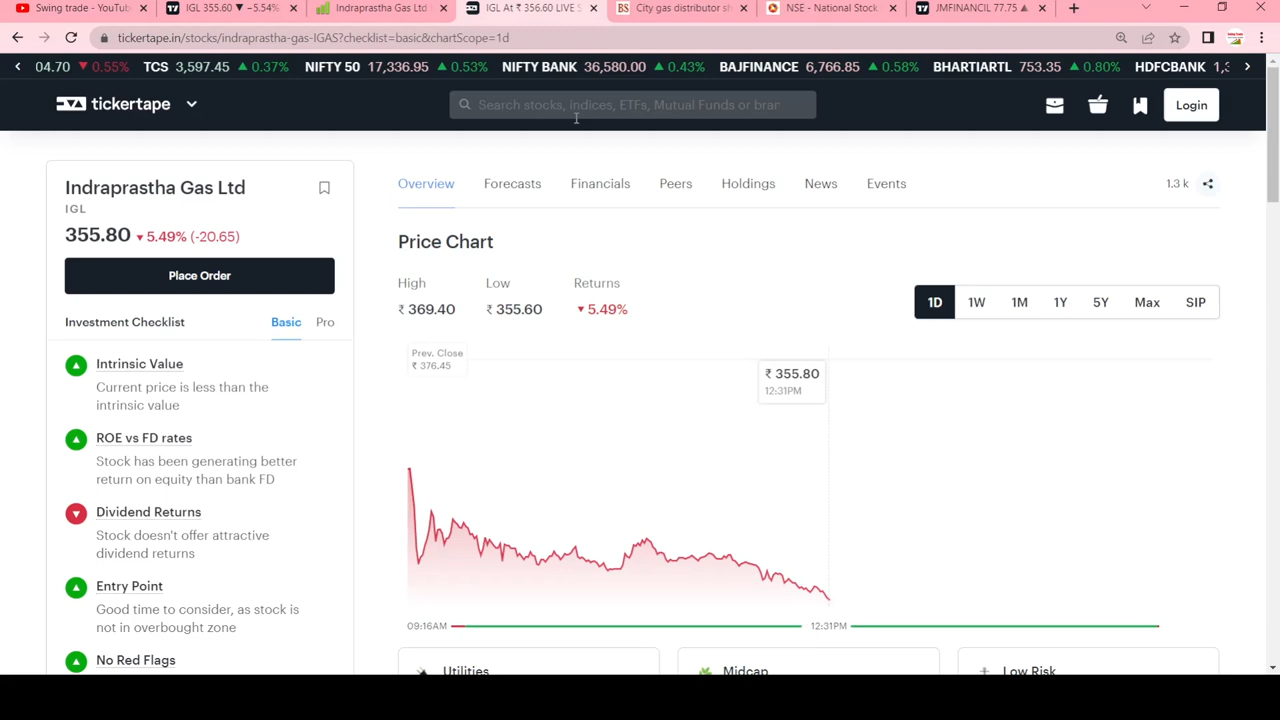 Swing trade - YouTub
IGL 355.60 ▼ −5.54%
Indraprastha Gas Ltd
IGL At ₹ 356.60 LIVE S
City gas distributor sh
NSE - National Stock
JMFINANCIL 77.75 ▲
tickertape.in/stocks/indraprastha-gas-IGAS?checklist=basic&chartScope=1d
04.70 ▼ 0.55% TCS 3,597.45 ▲ 0.37% NIFTY 50 17,336.95 ▲ 0.53% NIFTY BANK 36,580.00 ▲ 0.43% BAJFINANCE 6,766.85 ▲ 0.58% BHARTIARTL 753.35 ▲ 0.80% HDFCBANK 1,3
tickertape
Search stocks, indices, ETFs, Mutual Funds or bran
Login
Indraprastha Gas Ltd
IGL
355.80 ▼ 5.49% (-20.65)
Place Order
Investment Checklist Basic Pro
Intrinsic Value
Current price is less than the
intrinsic value
ROE vs FD rates
Stock has been generating better
return on equity than bank FD
Dividend Returns
Stock doesn't offer attractive
dividend returns
Entry Point
Good time to consider, as stock is
not in overbought zone
No Red Flags
Overview Forecasts Financials Peers Holdings News Events 1.3 k
Price Chart
High Low Returns
₹ 369.40 ₹ 355.60 ▼ 5.49%
1D 1W 1M 1Y 5Y Max SIP
Prev. Close
₹ 376.45
₹ 355.80
12:31PM
09:16AM 12:31PM
Utilities Midcap Low Risk